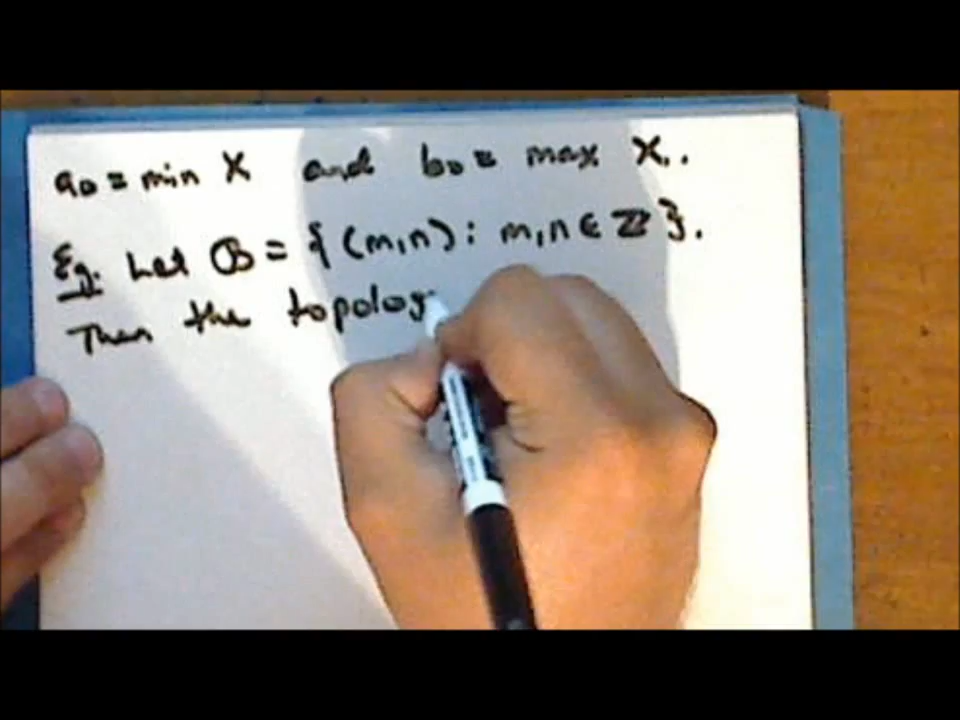 a₀ = min X and b₀ = max X.
Eg. Let 𝔹 = { (m,n) : m,n ∈ ℤ }.
Then the topolog